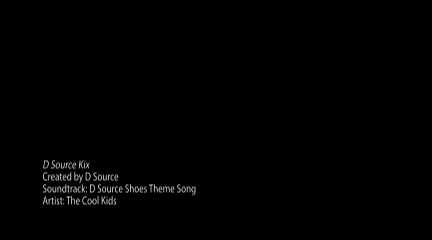 D Source Kix
Created by D Source
Soundtrack: D Source Shoes Theme Song
Artist: The Cool Kids